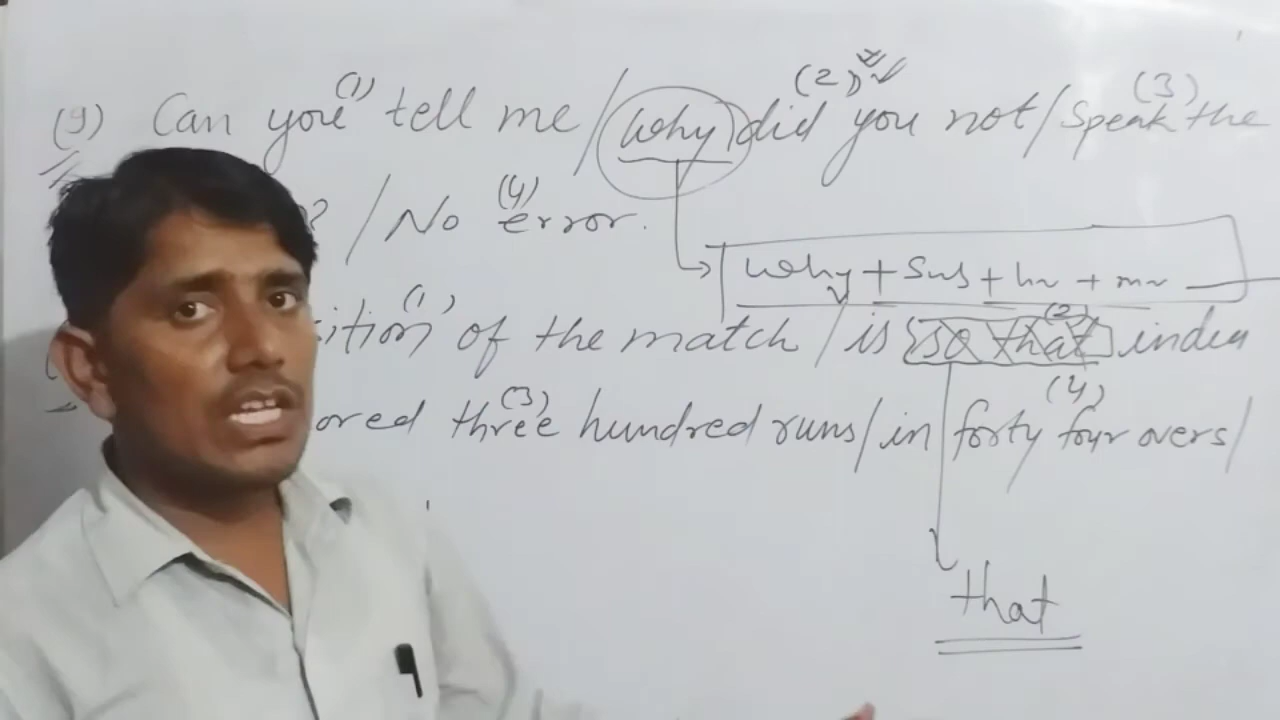 (9) Can you (1) tell me / why did (2) you not / speak (3) the
? / No (4) error.
why + sub + hv + mv
ition (1) of the match / is so that (2) india
ored three (3) hundred runs / in forty four (4) overs /
that